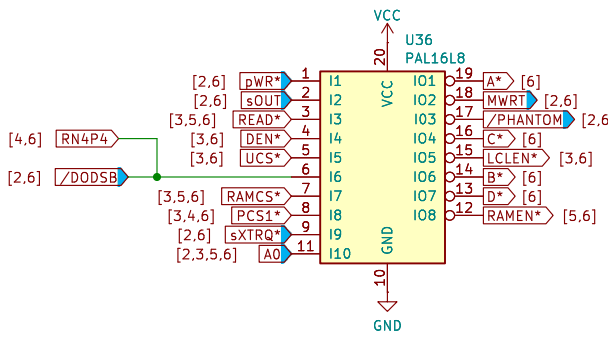 VCC
U36
PAL16L8
20
VCC
[2,6] pWR* 1 I1 IO1 19 A* [6]
[2,6] sOUT 2 I2 IO2 18 MWRT [2,6]
[3,5,6] READ* 3 I3 IO3 17 /PHANTOM [2,6
[4,6] RN4P4 [3,6] DEN* 4 I4 IO4 16 C* [6]
[3,6] UCS* 5 I5 IO5 15 LCLEN* [3,6]
[2,6] /DODSB 6 I6 IO6 14 B* [6]
[3,5,6] RAMCS* 7 I7 IO7 13 D* [6]
[3,4,6] PCS1* 8 I8 IO8 12 RAMEN* [5,6]
[2,6] sXTRQ* 9 I9
[2,3,5,6] A0 11 I10
GND
10
GND